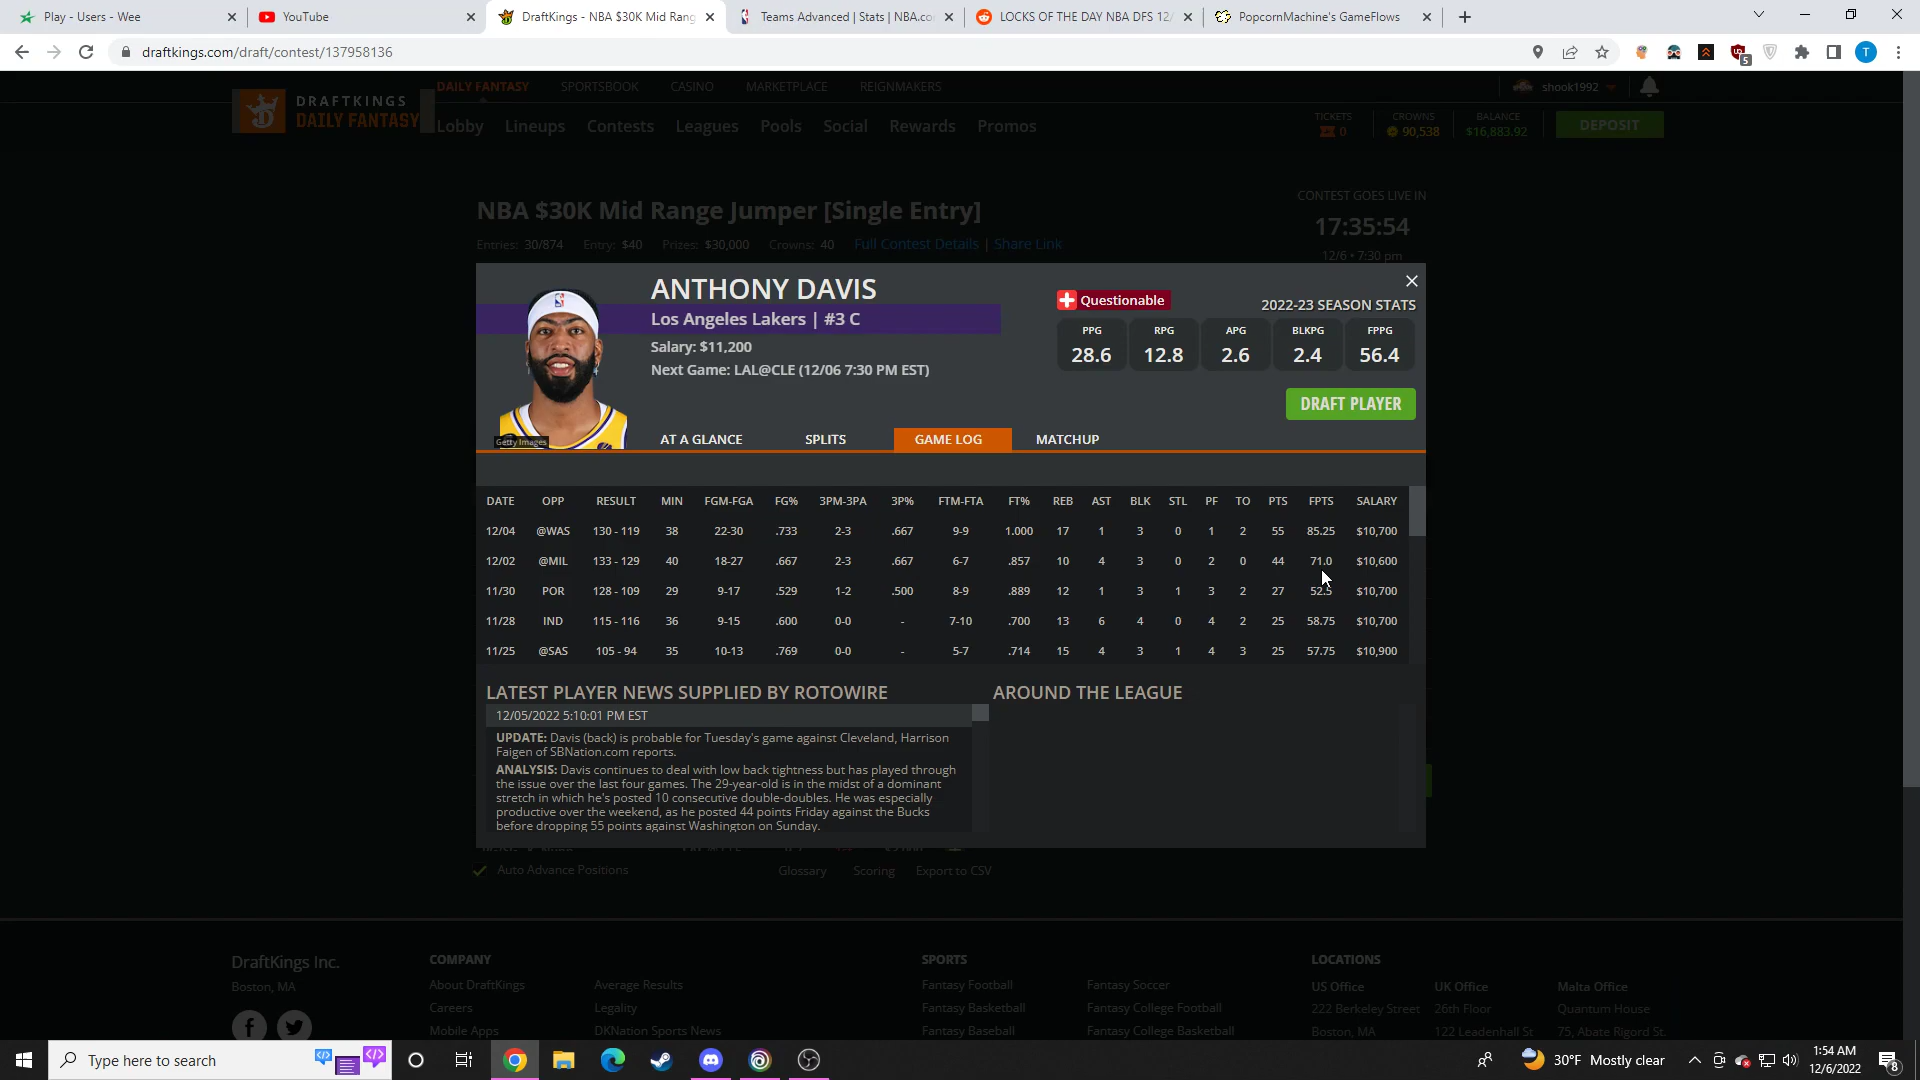 Play - Users - Wee
YouTube
DraftKings - NBA $30K Mid Rang
Teams Advanced | Stats | NBA.co
LOCKS OF THE DAY NBA DFS 12/
PopcornMachine's GameFlows
draftkings.com/draft/contest/137958136
5
T
DRAFTKINGS
DAILY FANTASY
DAILY FANTASY SPORTSBOOK CASINO MARKETPLACE REIGNMAKERS
shook1992
Lobby Lineups Contests Leagues Pools Social Rewards Promos
TICKETS
0
CROWNS
90,538
BALANCE
$16,883.92
DEPOSIT
NBA $30K Mid Range Jumper [Single Entry]
Entries: 30/874 Entry: $40 Prizes: $30,000 Crowns: 40 Full Contest Details | Share Link
CONTEST GOES LIVE IN
17:35:54
12/6 • 7:30 pm
ANTHONY DAVIS
Los Angeles Lakers | #3 C
Salary: $11,200
Next Game: LAL@CLE (12/06 7:30 PM EST)
Getty Images
Questionable
2022-23 SEASON STATS
PPG RPG APG BLKPG FPPG
28.6 12.8 2.6 2.4 56.4
DRAFT PLAYER
AT A GLANCE SPLITS GAME LOG MATCHUP
DATE OPP RESULT MIN FGM-FGA FG% 3PM-3PA 3P% FTM-FTA FT% REB AST BLK STL PF TO PTS FPTS SALARY
12/04 @WAS 130 - 119 38 22-30 .733 2-3 .667 9-9 1.000 17 1 3 0 1 2 55 85.25 $10,700
12/02 @MIL 133 - 129 40 18-27 .667 2-3 .667 6-7 .857 10 4 3 0 2 0 44 71.0 $10,600
11/30 POR 128 - 109 29 9-17 .529 1-2 .500 8-9 .889 12 1 3 1 3 2 27 52.5 $10,700
11/28 IND 115 - 116 36 9-15 .600 0-0 - 7-10 .700 13 6 4 0 4 2 25 58.75 $10,700
11/25 @SAS 105 - 94 35 10-13 .769 0-0 - 5-7 .714 15 4 3 1 4 3 25 57.75 $10,900
LATEST PLAYER NEWS SUPPLIED BY ROTOWIRE
AROUND THE LEAGUE
12/05/2022 5:10:01 PM EST
UPDATE: Davis (back) is probable for Tuesday's game against Cleveland, Harrison
Faigen of SBNation.com reports.
ANALYSIS: Davis continues to deal with low back tightness but has played through
the issue over the last four games. The 29-year-old is in the midst of a dominant
stretch in which he's posted 10 consecutive double-doubles. He was especially
productive over the weekend, as he posted 44 points Friday against the Bucks
before dropping 55 points against Washington on Sunday.
Auto Advance Positions
Glossary Scoring Export to CSV
DraftKings Inc.
Boston, MA
COMPANY
About DraftKings
Careers
Mobile Apps
Average Results
Legality
DKNation Sports News
SPORTS
Fantasy Football
Fantasy Basketball
Fantasy Baseball
Fantasy Soccer
Fantasy College Football
Fantasy College Basketball
LOCATIONS
US Office
222 Berkeley Street
Boston, MA
UK Office
26th Floor
122 Leadenhall St
Malta Office
Quantum House
75, Abate Rigord St.
Type here to search
30°F Mostly clear
1:54 AM
12/6/2022
8